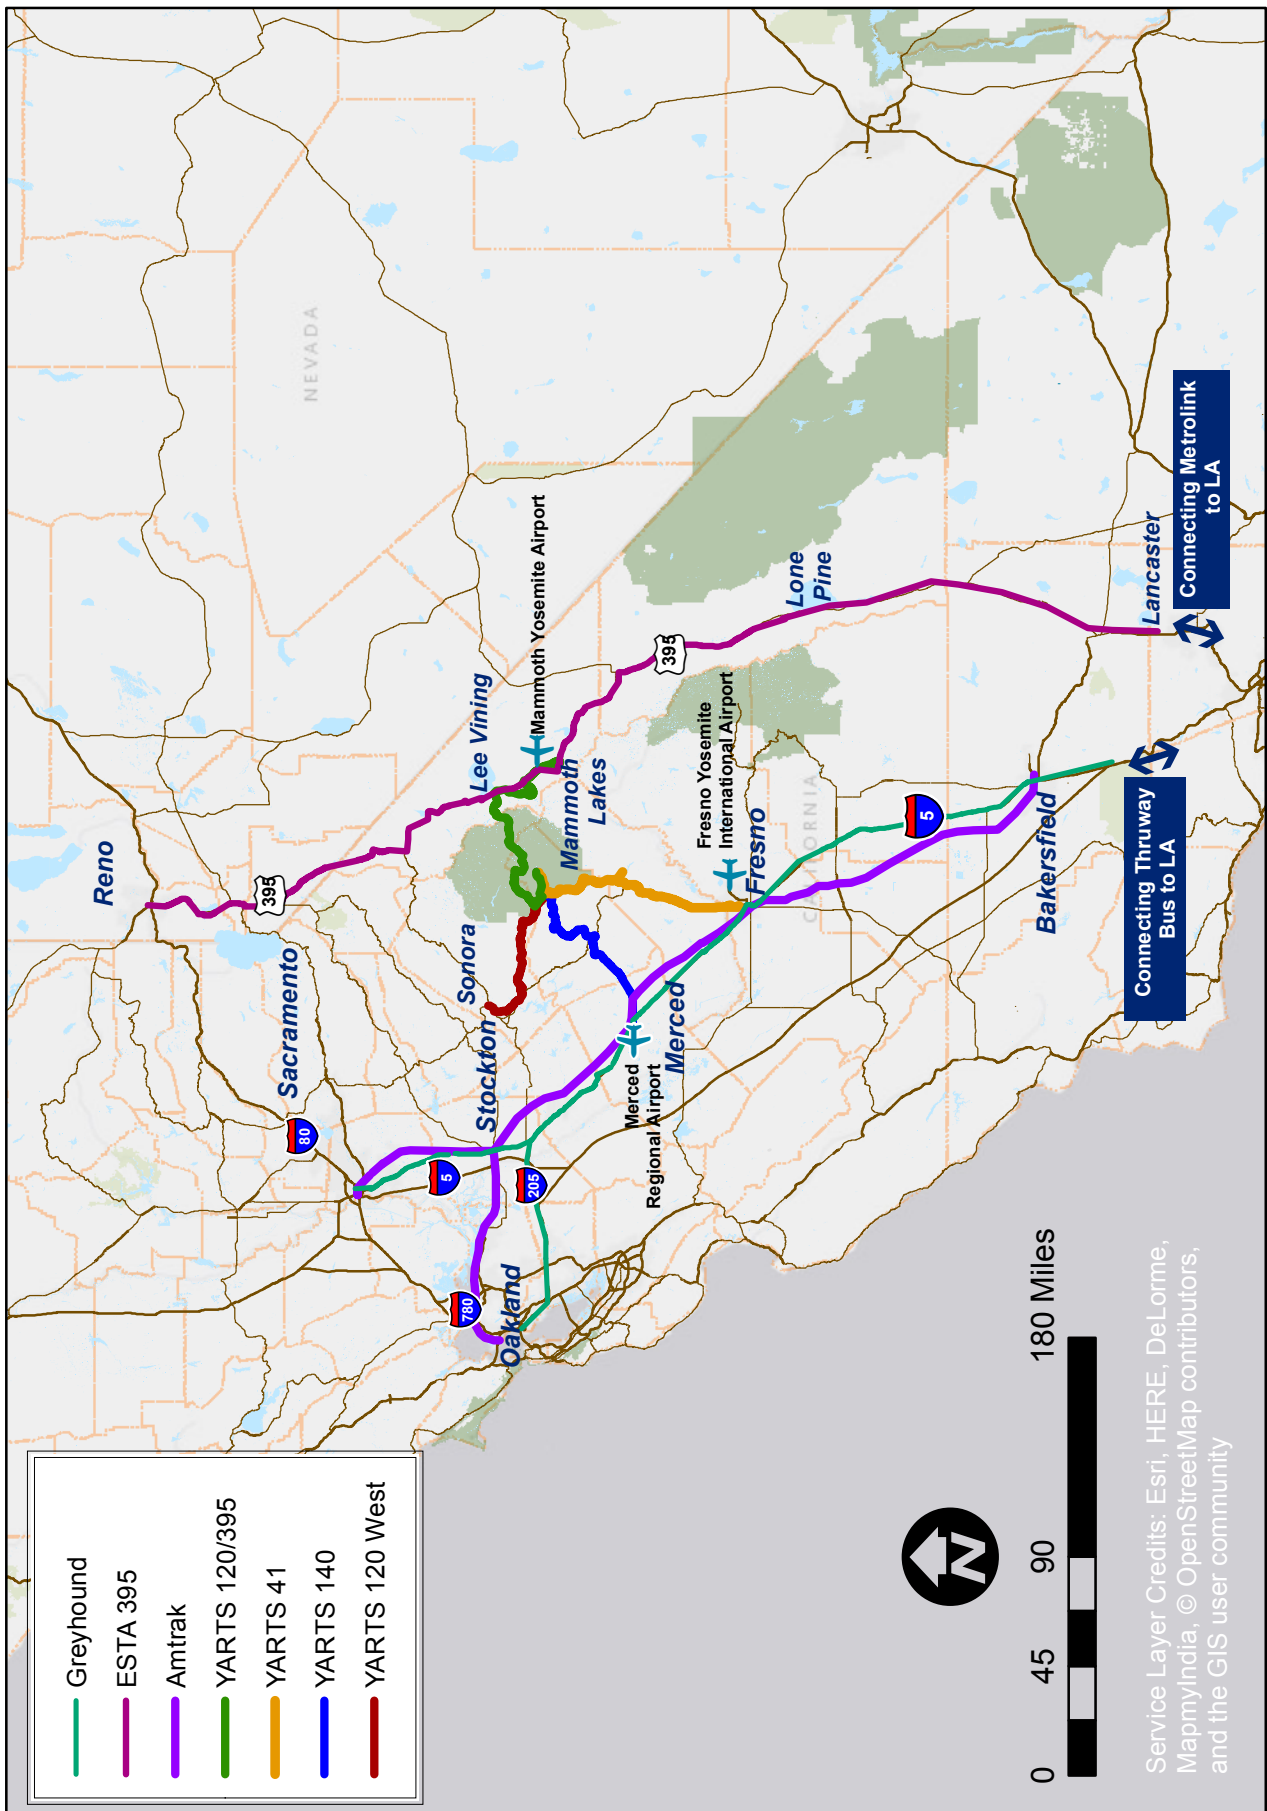 Greyhound
ESTA 395
Amtrak
YARTS 120/395
YARTS 41
YARTS 140
YARTS 120 West
Reno
395
NEVADA
Sacramento
80
5
Sonora
Stockton
Lee Vining
Mammoth Yosemite Airport
Mammoth
Lakes
205
780
Oakland
Merced
Regional Airport
Merced
Fresno Yosemite
International Airport
Fresno
395
Lone
Pine
CALIFORNIA
5
Bakersfield
Lancaster
Connecting Thruway
Bus to LA
Connecting Metrolink
to LA
N
0 45 90 180 Miles
Service Layer Credits: Esri, HERE, DeLorme,
MapmyIndia, © OpenStreetMap contributors,
and the GIS user community